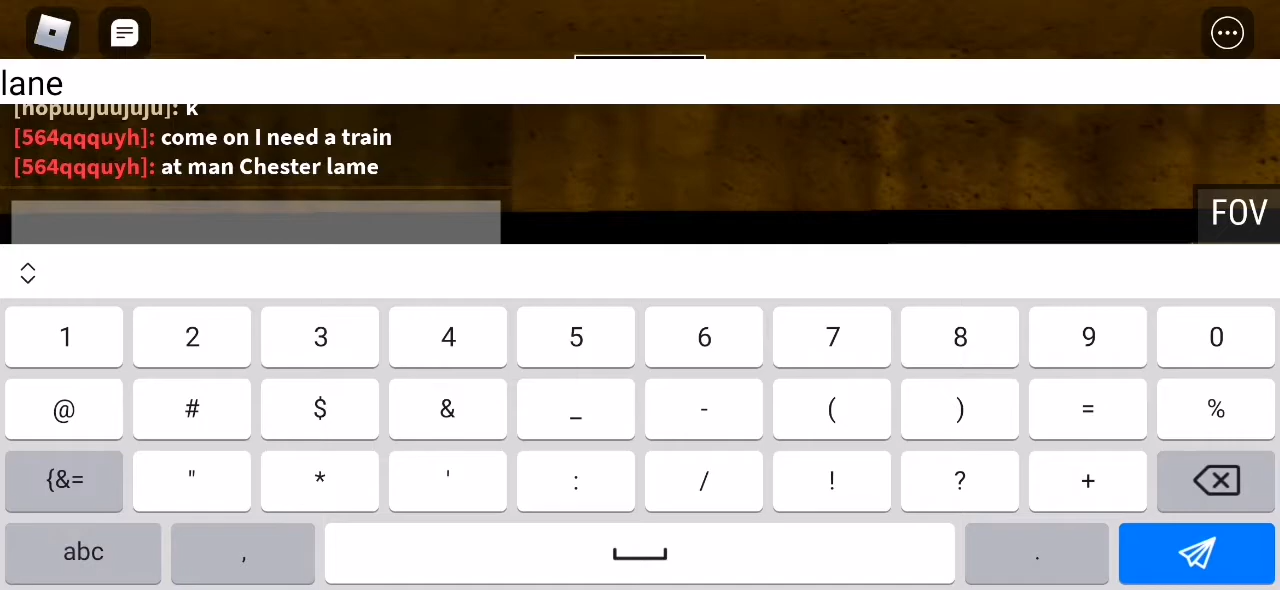 lane
[nopuujuujuju]: k
[564qqquyh]: come on I need a train
[564qqquyh]: at man Chester lame
FOV
1 2 3 4 5 6 7 8 9 0
@ # $ & _ - ( ) = %
{&= " * ' : / ! ? +
abc , .